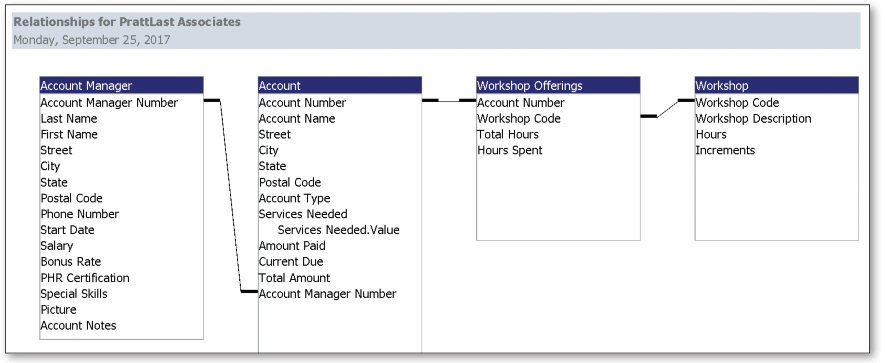 Relationships for PrattLast Associates
Monday, September 25, 2017
Account Manager
Account Manager Number
Last Name
First Name
Street
City
State
Postal Code
Phone Number
Start Date
Salary
Bonus Rate
PHR Certification
Special Skills
Picture
Account Notes
Account
Account Number
Account Name
Street
City
State
Postal Code
Account Type
Services Needed
Services Needed.Value
Amount Paid
Current Due
Total Amount
Account Manager Number
Workshop Offerings
Account Number
Workshop Code
Total Hours
Hours Spent
Workshop
Workshop Code
Workshop Description
Hours
Increments